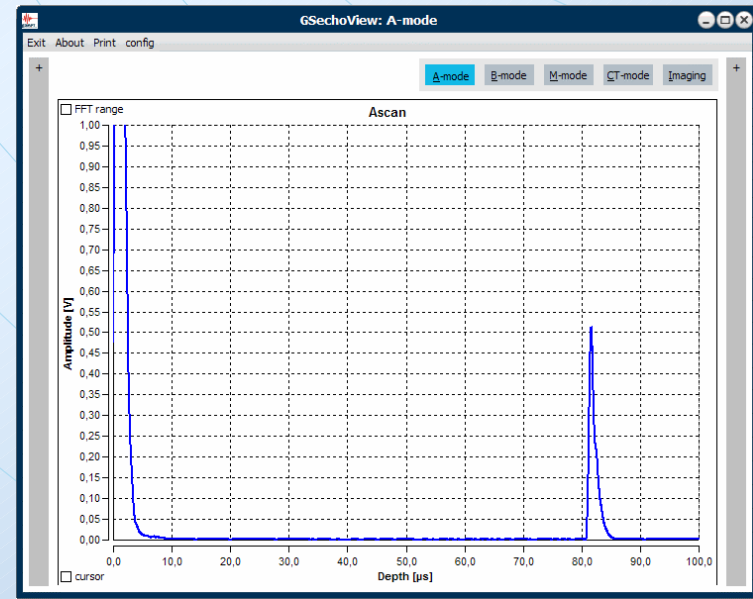 GSechoView: A-mode
Exit About Print config
+ A-mode B-mode M-mode CT-mode Imaging +
FFT range
Ascan
1,00
0,95
0,90
0,85
0,80
0,75
0,70
0,65
0,60
0,55
0,50
0,45
0,40
0,35
0,30
0,25
0,20
0,15
0,10
0,05
0,00
Amplitude [V]
0,0 10,0 20,0 30,0 40,0 50,0 60,0 70,0 80,0 90,0 100,0
cursor
Depth [µs]